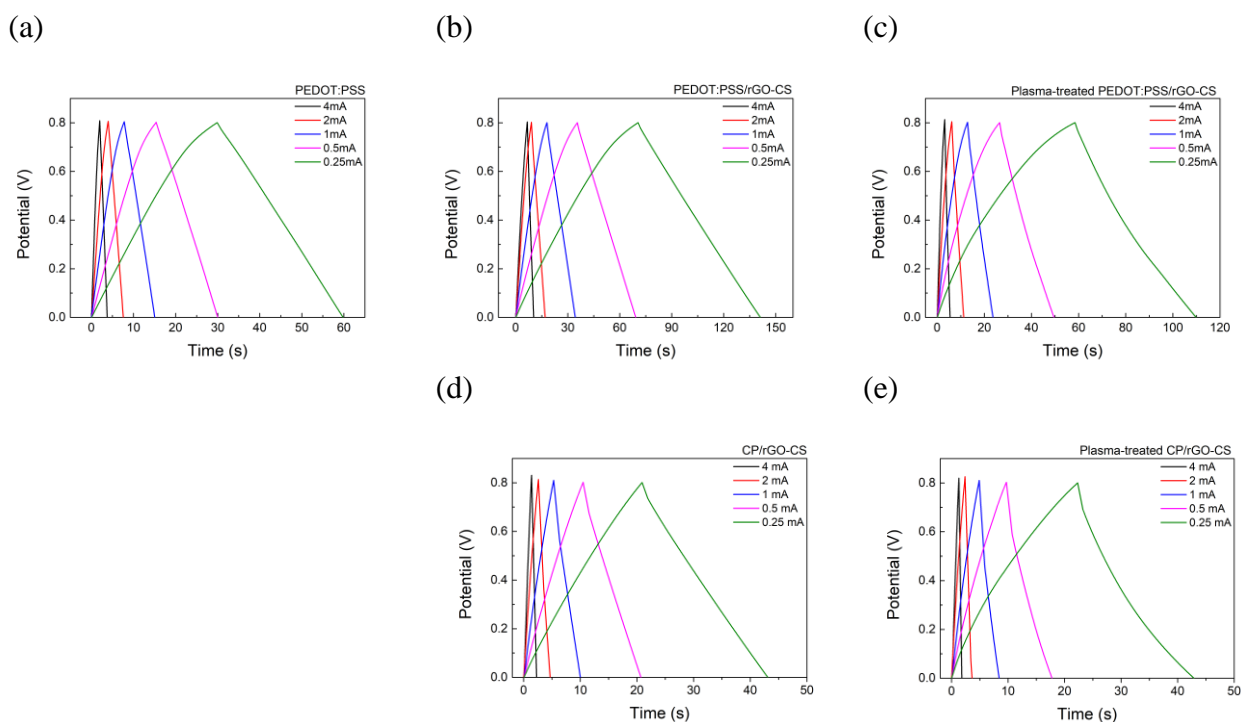 (a)
(b)
(c)
PEDOT:PSS
4mA
2mA
1mA
0.5mA
0.25mA
0.8
0.6
0.4
0.2
0.0
Potential (V)
0 10 20 30 40 50 60
Time (s)
PEDOT:PSS/rGO-CS
4mA
2mA
1mA
0.5mA
0.25mA
0.8
0.6
0.4
0.2
0.0
Potential (V)
0 30 60 90 120 150
Time (s)
Plasma-treated PEDOT:PSS/rGO-CS
4mA
2mA
1mA
0.5mA
0.25mA
0.8
0.6
0.4
0.2
0.0
Potential (V)
0 20 40 60 80 100 120
Time (s)
(d)
(e)
CP/rGO-CS
4 mA
2 mA
1 mA
0.5 mA
0.25 mA
0.8
0.6
0.4
0.2
0.0
Potential (V)
0 10 20 30 40 50
Time (s)
Plasma-treated CP/rGO-CS
4 mA
2 mA
1 mA
0.5 mA
0.25 mA
0.8
0.6
0.4
0.2
0.0
Potential (V)
0 10 20 30 40 50
Time (s)